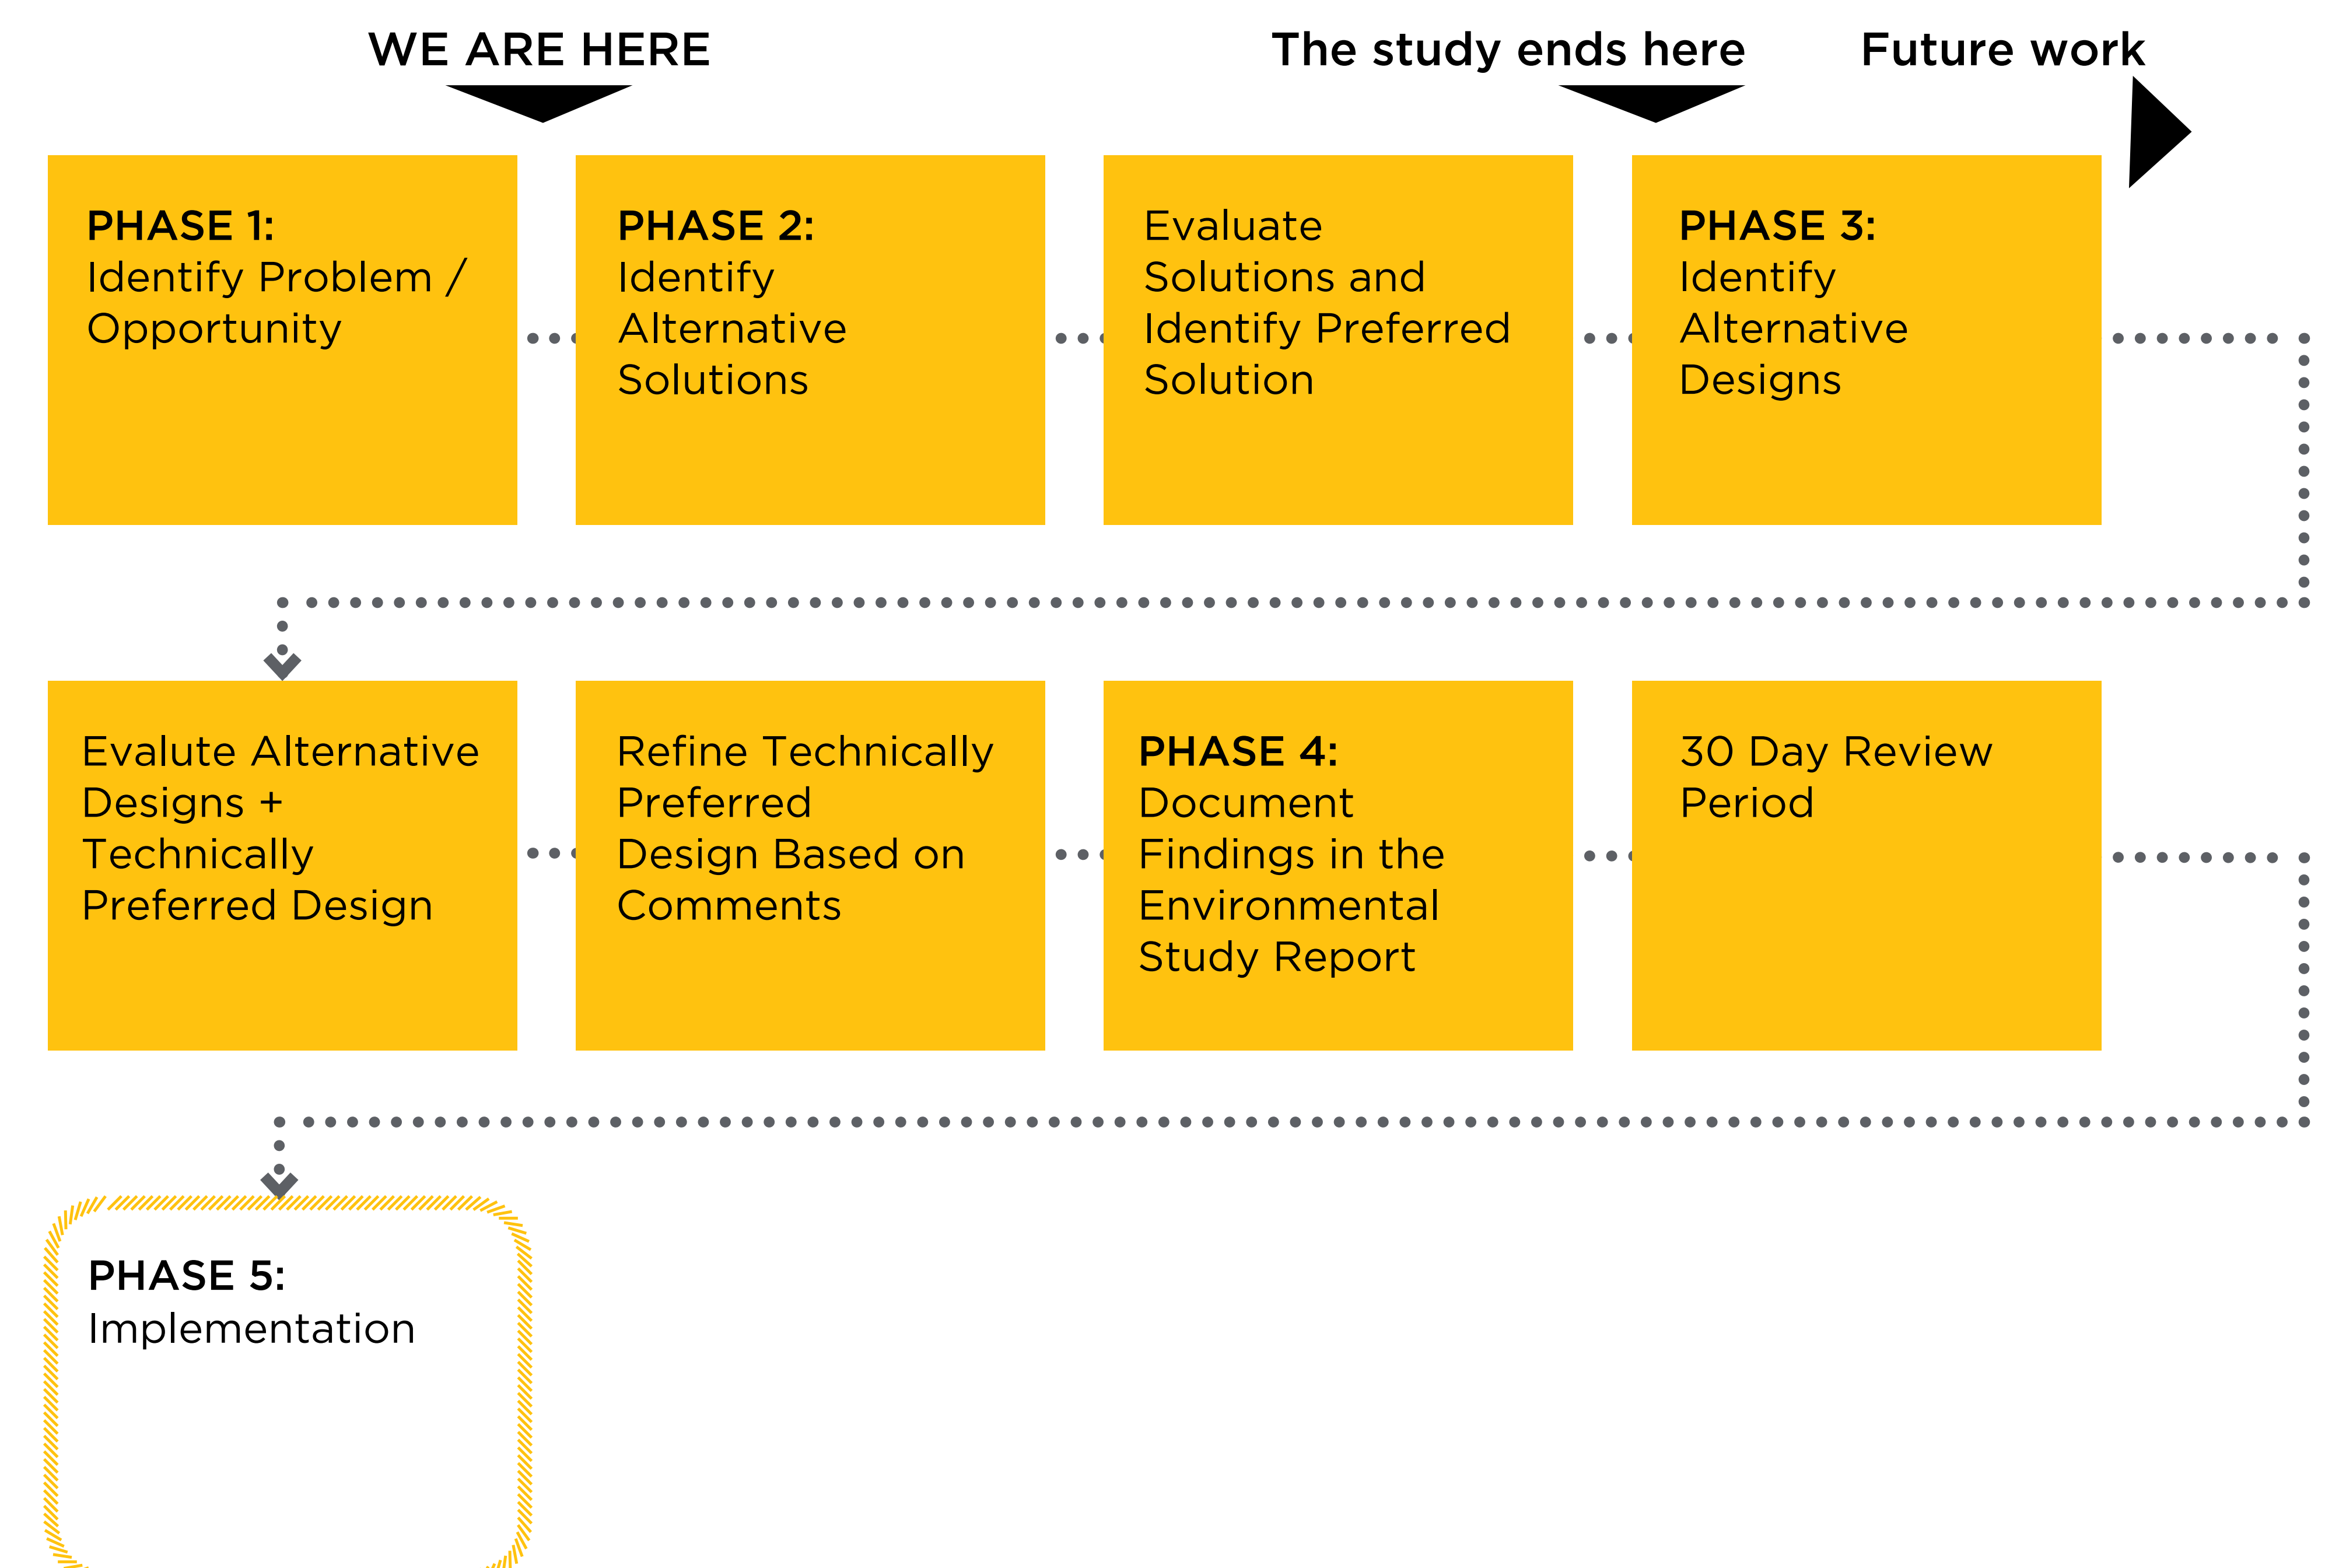 WE ARE HERE
The study ends here
Future work
PHASE 1:
Identify Problem /
Opportunity
PHASE 2:
Identify
Alternative
Solutions
Evaluate
Solutions and
Identify Preferred
Solution
PHASE 3:
Identify
Alternative
Designs
Evalute Alternative
Designs +
Technically
Preferred Design
Refine Technically
Preferred
Design Based on
Comments
PHASE 4:
Document
Findings in the
Environmental
Study Report
30 Day Review
Period
PHASE 5:
Implementation